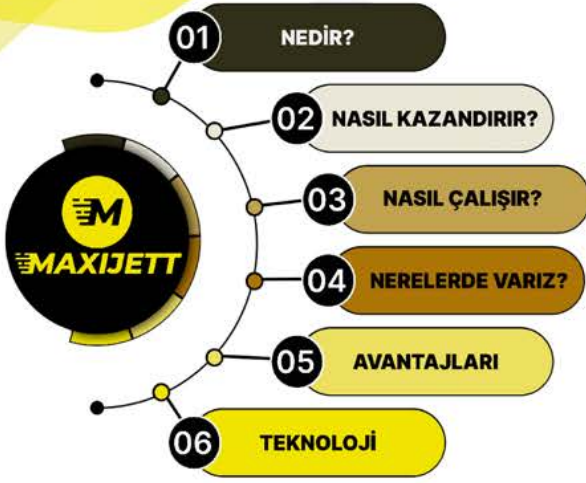 01
NEDİR?
02
NASIL KAZANDIRIR?
03
NASIL ÇALIŞIR?
M
MAXIJETT
04
NERELERDE VARIZ?
05
AVANTAJLARI
06
TEKNOLOJİ